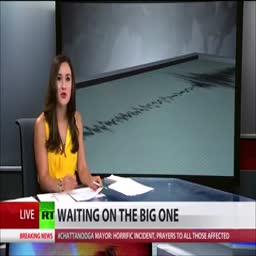 LIVE RT WAITING ON THE BIG ONE
BREAKING NEWS #CHATTANOOGA MAYOR: HORRIFIC INCIDENT, PRAYERS TO ALL THOSE AFFECTED